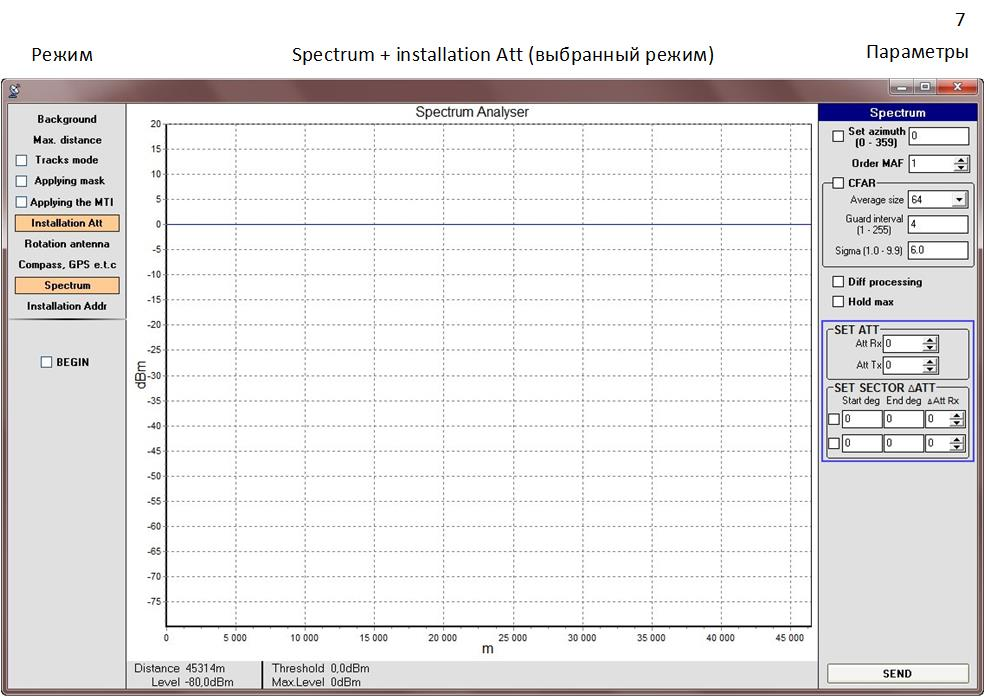 7
Режим
Spectrum + installation Att (выбранный режим)
Параметры
Background
Max. distance
Tracks mode
Applying mask
Applying the MTI
Installation Att
Rotation antenna
Compass, GPS e.t.c
Spectrum
Installation Addr
BEGIN
Spectrum Analyser
20
15
10
5
0
-5
-10
-15
-20
-25
-30
-35
-40
-45
-50
-55
-60
-65
-70
-75
dBm
0 5 000 10 000 15 000 20 000 25 000 30 000 35 000 40 000 45 000
m
Distance 45314m
Level -80,0dBm
Threshold 0,0dBm
Max.Level 0dBm
Spectrum
Set azimuth
(0 - 359) 0
Order MAF 1
CFAR
Average size 64
Guard interval
(1 - 255) 4
Sigma (1.0 - 9.9) 6.0
Diff processing
Hold max
SET ATT
Att Rx 0
Att Tx 0
SET SECTOR ΔATT
Start deg End deg ΔAtt Rx
0 0 0
0 0 0
SEND